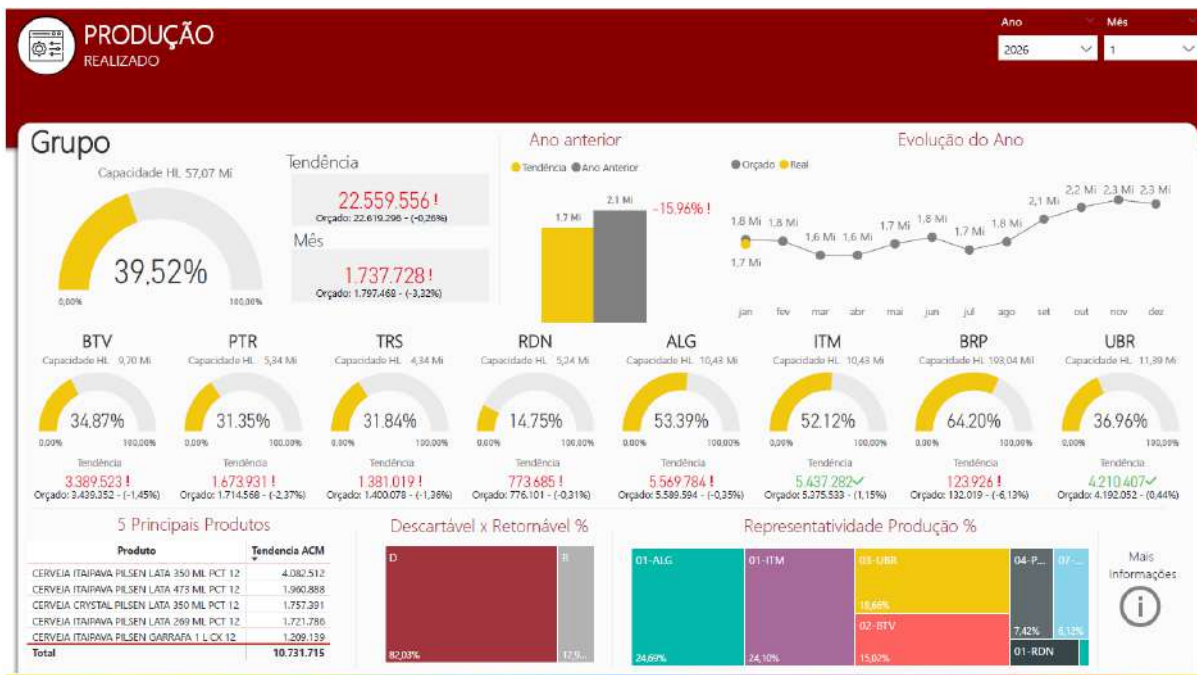 PRODUÇÃO
REALIZADO
Ano
Mês
2026
1
Grupo
Capacidade HL 57,07 Mi
39,52%
0,00%
100,00%
Tendência
22.559.556 !
Orçado: 22.619.296 - (-0,26%)
Mês
1.737.728 !
Orçado: 1.797.468 - (-3,32%)
Ano anterior
Tendência Ano Anterior
1.7 Mi
2.1 Mi
-15.96% !
Evolução do Ano
Orçado Real
1.8 Mi 1,8 Mi 1,6 Mi 1,6 Mi 1.7 Mi 1.8 Mi 1.7 Mi 1.8 Mi 2,1 Mi 2,2 Mi 2,3 Mi 2,3 Mi
1,7 Mi
jan fev mar abr mai jun jul ago set out nov dez
BTV PTR TRS RDN ALG ITM BRP UBR
Capacidade HL 9,70 Mi Capacidade HL 5,34 Mi Capacidade HL 4,34 Mi Capacidade HL 5,24 Mi Capacidade HL 10,43 Mi Capacidade HL 10,43 Mi Capacidade HL 193,04 Mil Capacidade HL 11,39 Mi
34.87% 31.35% 31.84% 14.75% 53.39% 52.12% 64.20% 36.96%
0,00% 100,00% 0,00% 100,00% 0,00% 100,00% 0,00% 100,00% 0,00% 100,00% 0,00% 100,00% 0,00% 100,00% 0,00% 100,00%
Tendência Tendência Tendência Tendência Tendência Tendência Tendência Tendência
3.389.523 ! 1.673.931 ! 1.381.019 ! 773.685 ! 5.569.784 ! 5.437.282 123.926 ! 4.210.407
Orçado: 3.439.352 - (-1,45%) Orçado: 1.714.568 - (-2,37%) Orçado: 1.400.078 - (-1,36%) Orçado: 776.101 - (-0,31%) Orçado: 5.589.594 - (-0,35%) Orçado: 5.375.533 - (1,15%) Orçado: 132.019 - (-6,13%) Orçado: 4.192.052 - (0,44%)
5 Principais Produtos
Produto Tendencia ACM
CERVEJA ITAIPAVA PILSEN LATA 350 ML PCT 12 4.082.512
CERVEJA ITAIPAVA PILSEN LATA 473 ML PCT 12 1.960.888
CERVEJA CRYSTAL PILSEN LATA 350 ML PCT 12 1.757.391
CERVEJA ITAIPAVA PILSEN LATA 269 ML PCT 12 1.721.786
CERVEJA ITAIPAVA PILSEN GARRAFA 1 L CX 12 1.209.139
Total 10.731.715
Descartável x Retornável %
D
R
82,03%
17,9...
Representatividade Produção %
01-ALG
24,69%
01-ITM
24,10%
03-UBR
18,66%
02-BTV
15,02%
04-P...
7,42%
07-...
6,12%
01-RDN
Mais
Informações